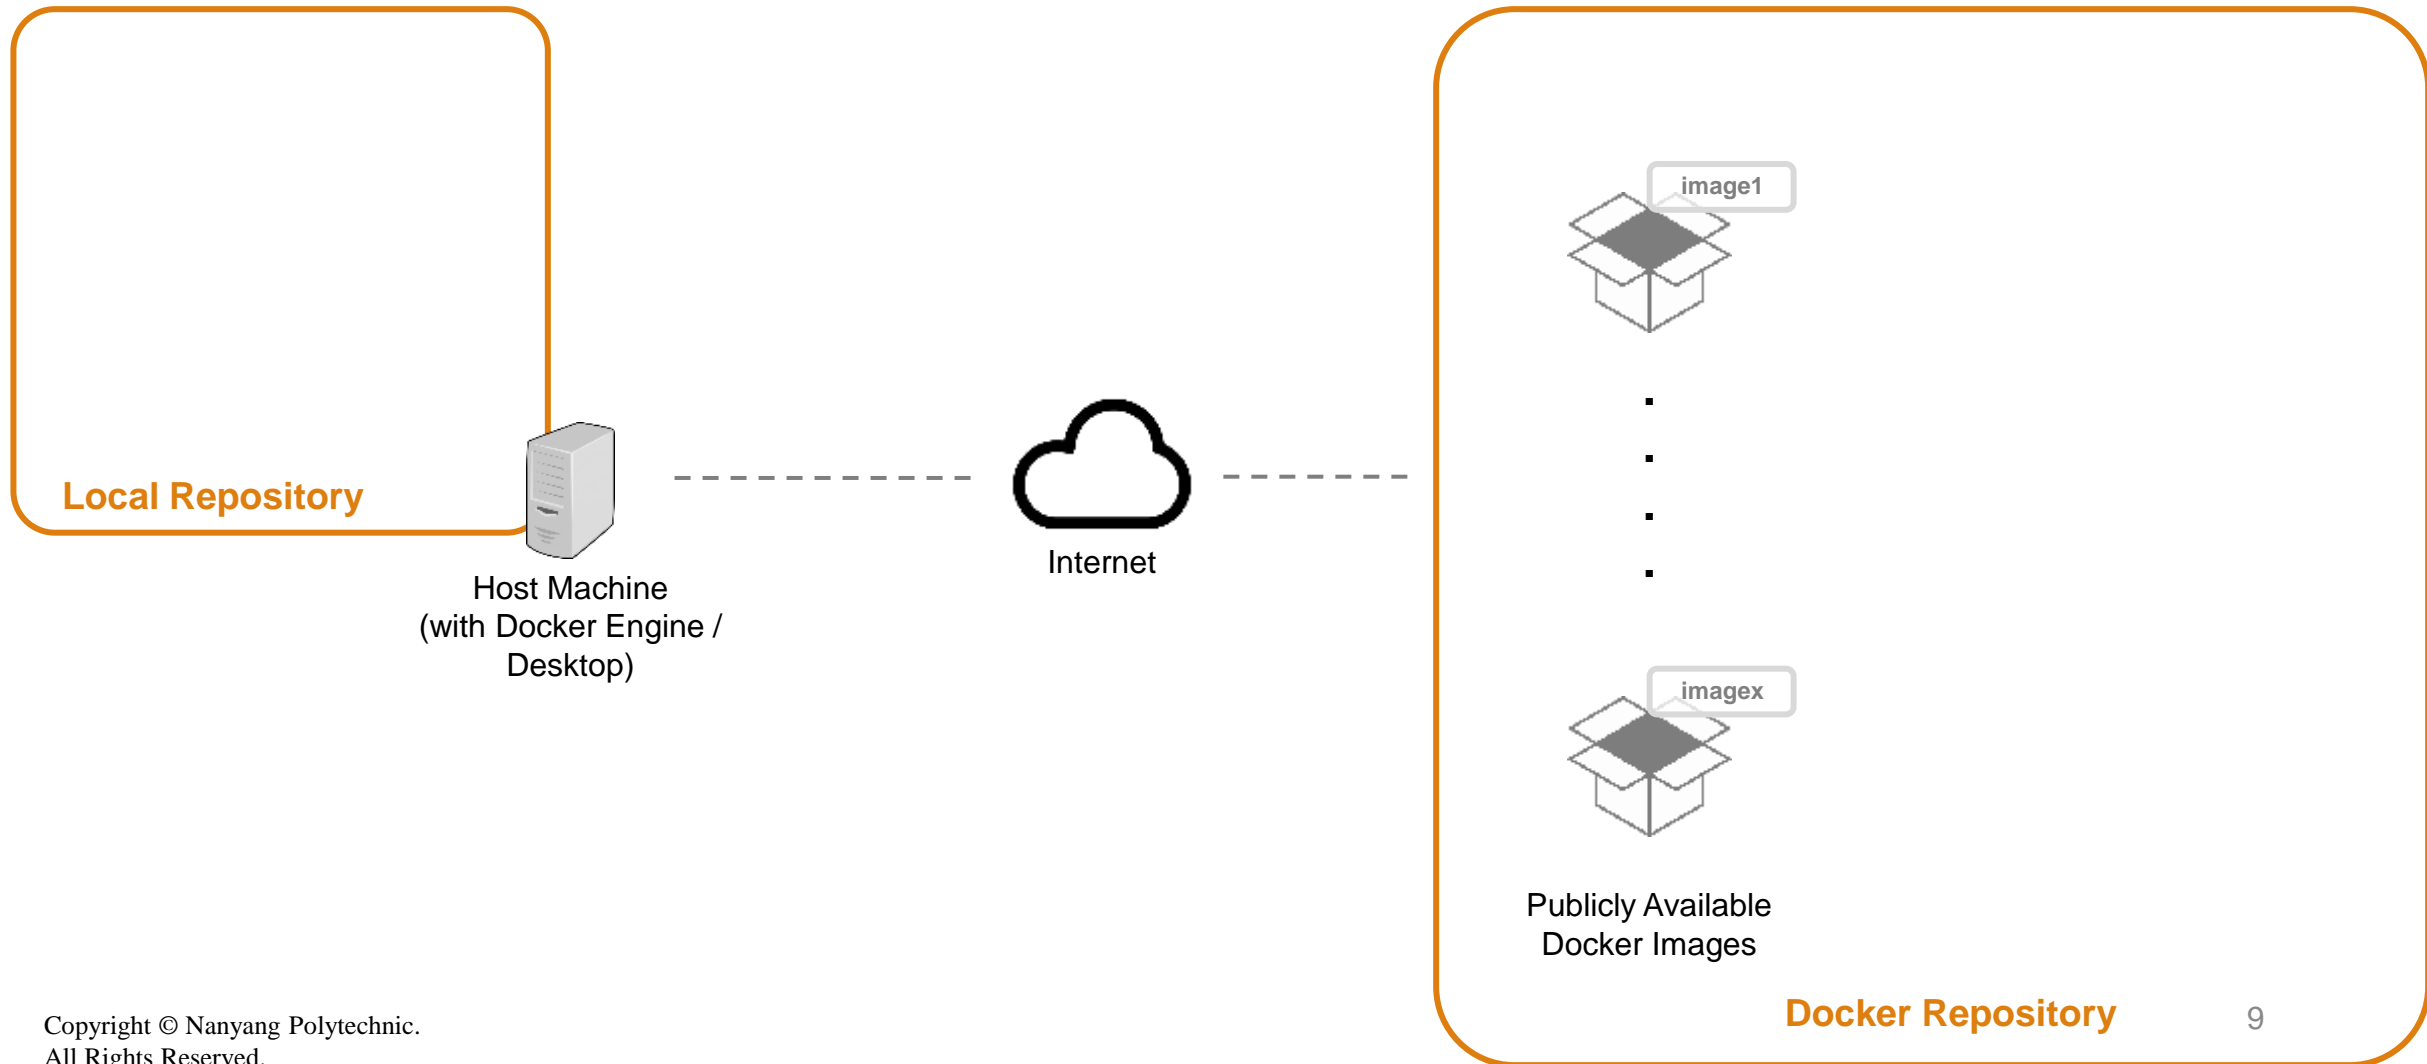 image1
Local Repository
Internet
Host Machine
(with Docker Engine /
Desktop)
imagex
Publicly Available
Docker Images
Docker Repository
9
Copyright © Nanyang Polytechnic.
All Rights Reserved.